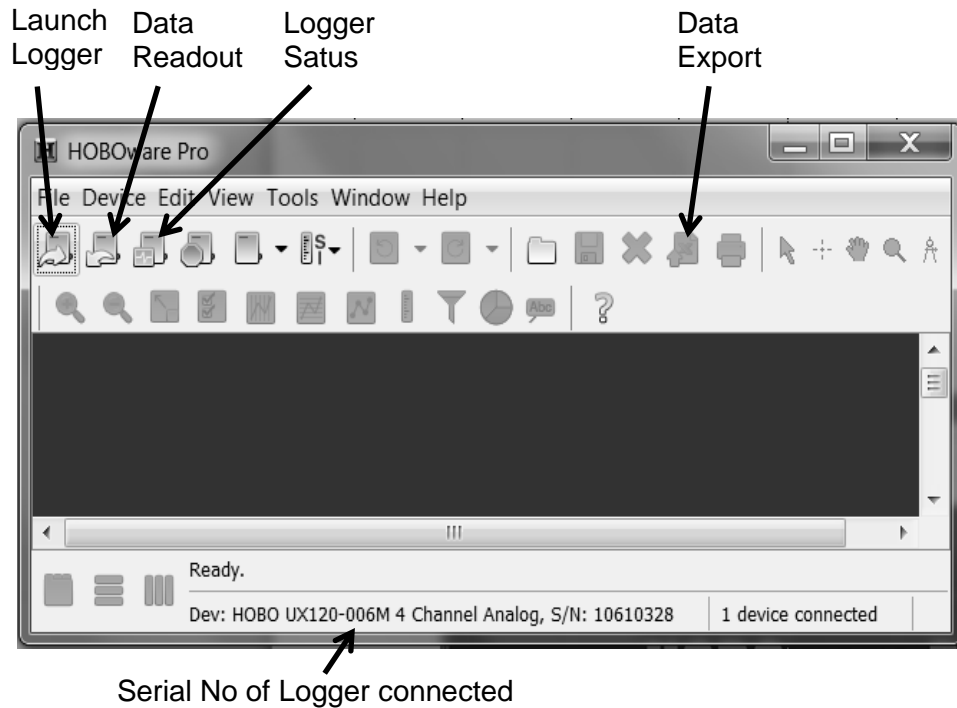 Launch Logger
Data Readout
Logger Satus
Data Export
HOBOware Pro
File Device Edit View Tools Window Help
S
I
Abc
?
Ready.
Dev: HOBO UX120-006M 4 Channel Analog, S/N: 10610328
1 device connected
Serial No of Logger connected